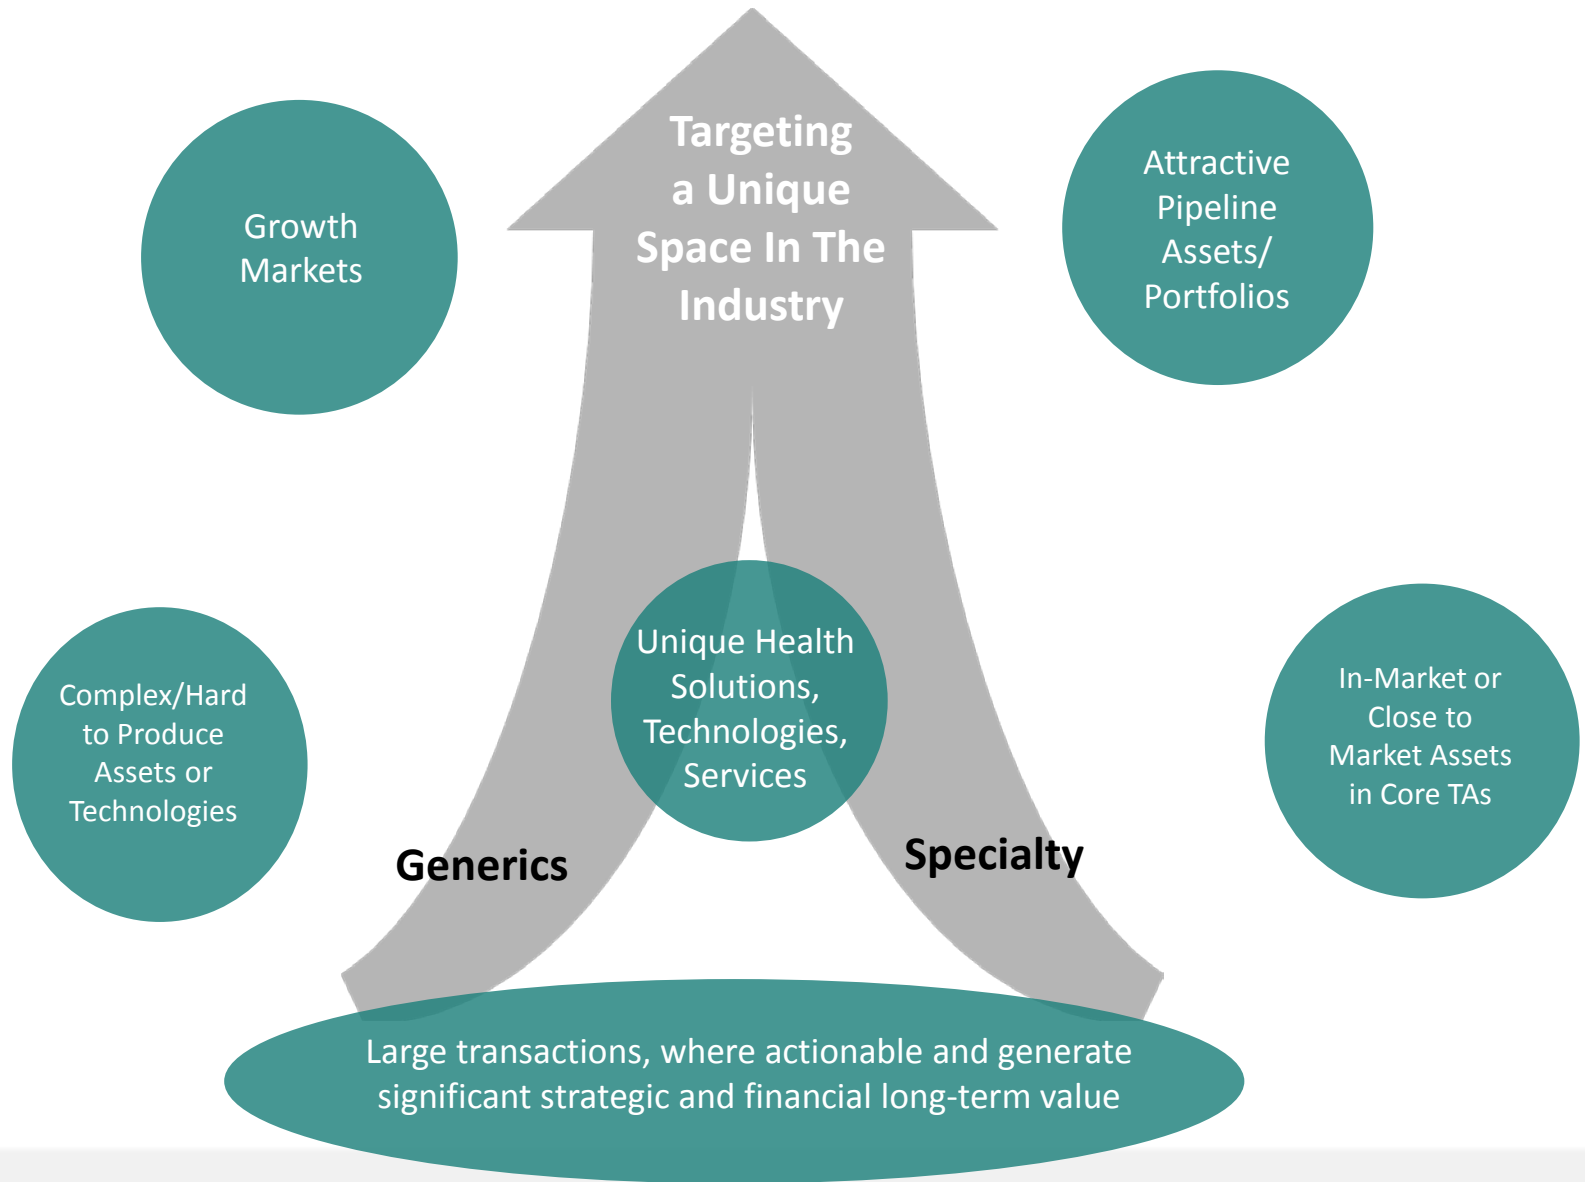 Targeting
a Unique
Space In The
Industry
Growth
Markets
Attractive
Pipeline
Assets/
Portfolios
Complex/Hard
to Produce
Assets or
Technologies
Unique Health
Solutions,
Technologies,
Services
In-Market or
Close to
Market Assets
in Core TAs
Generics
Specialty
Large transactions, where actionable and generate
significant strategic and financial long-term value